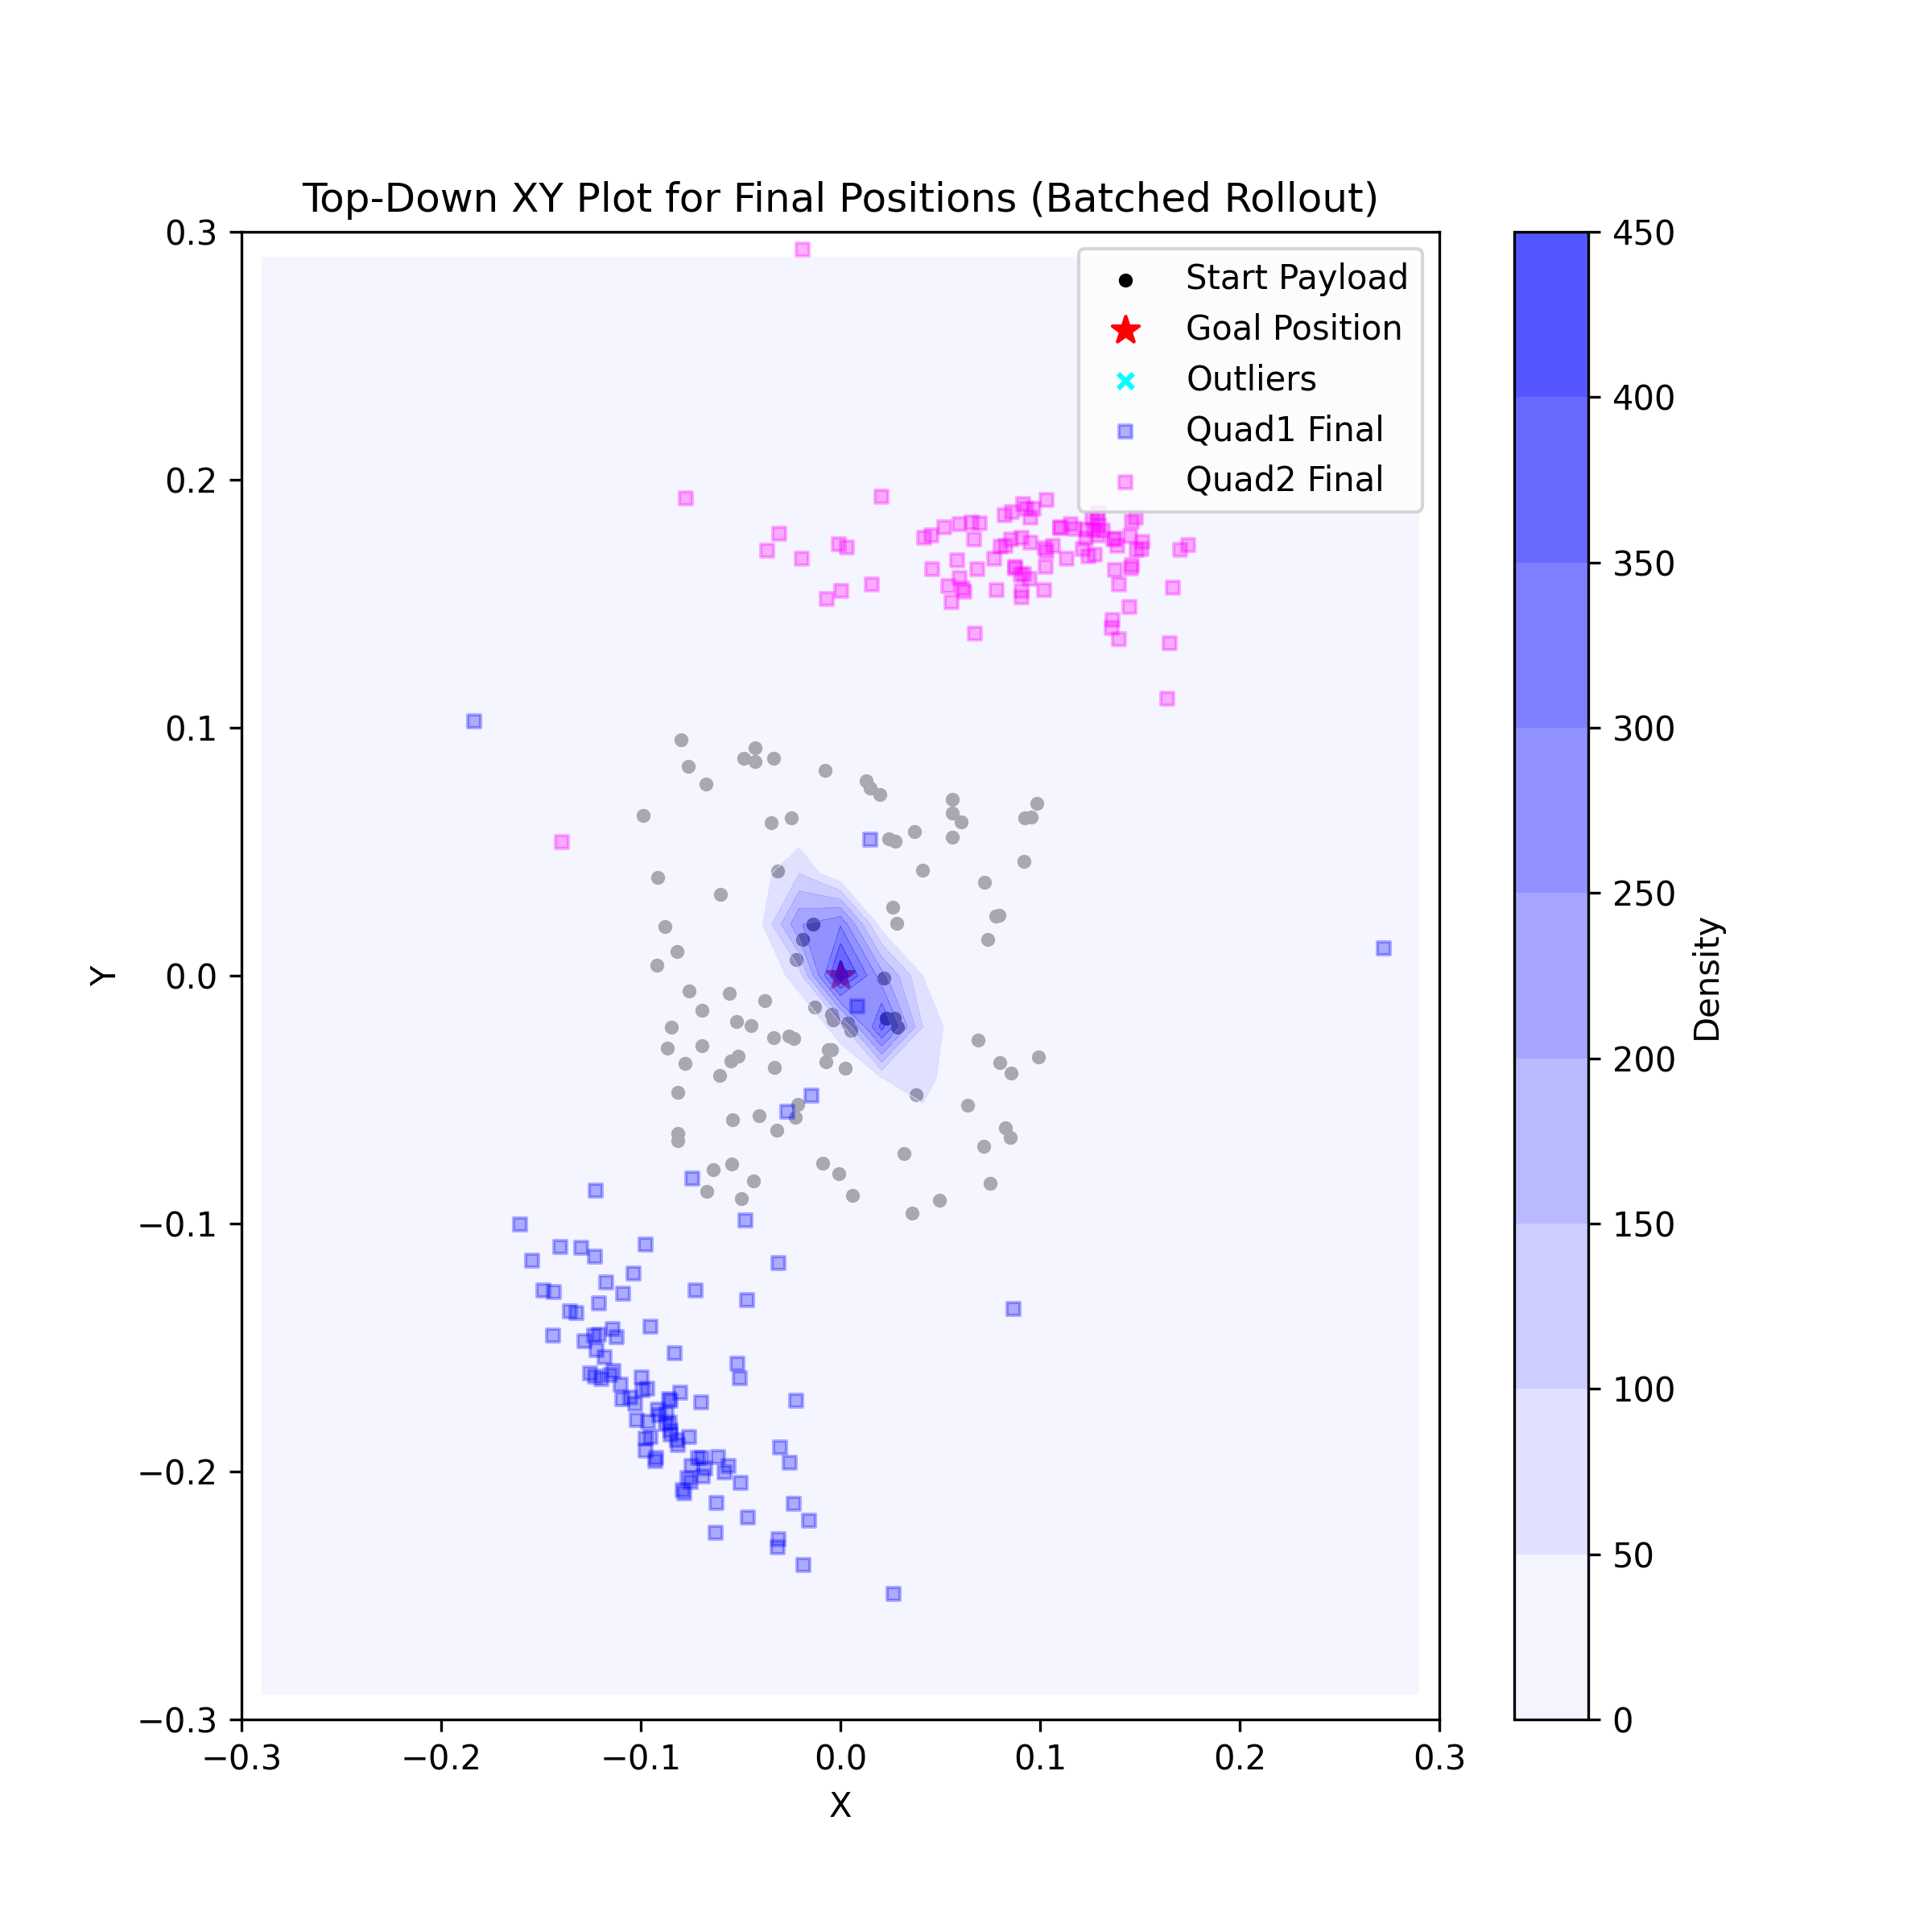 Top-Down XY Plot for Final Positions (Batched Rollout)
Start Payload
Goal Position
Outliers
Quad1 Final
Quad2 Final
0.3
0.2
0.1
0.0
−0.1
−0.2
−0.3
Y
−0.3
−0.2
−0.1
0.0
0.1
0.2
0.3
X
450
400
350
300
250
200
150
100
50
0
Density